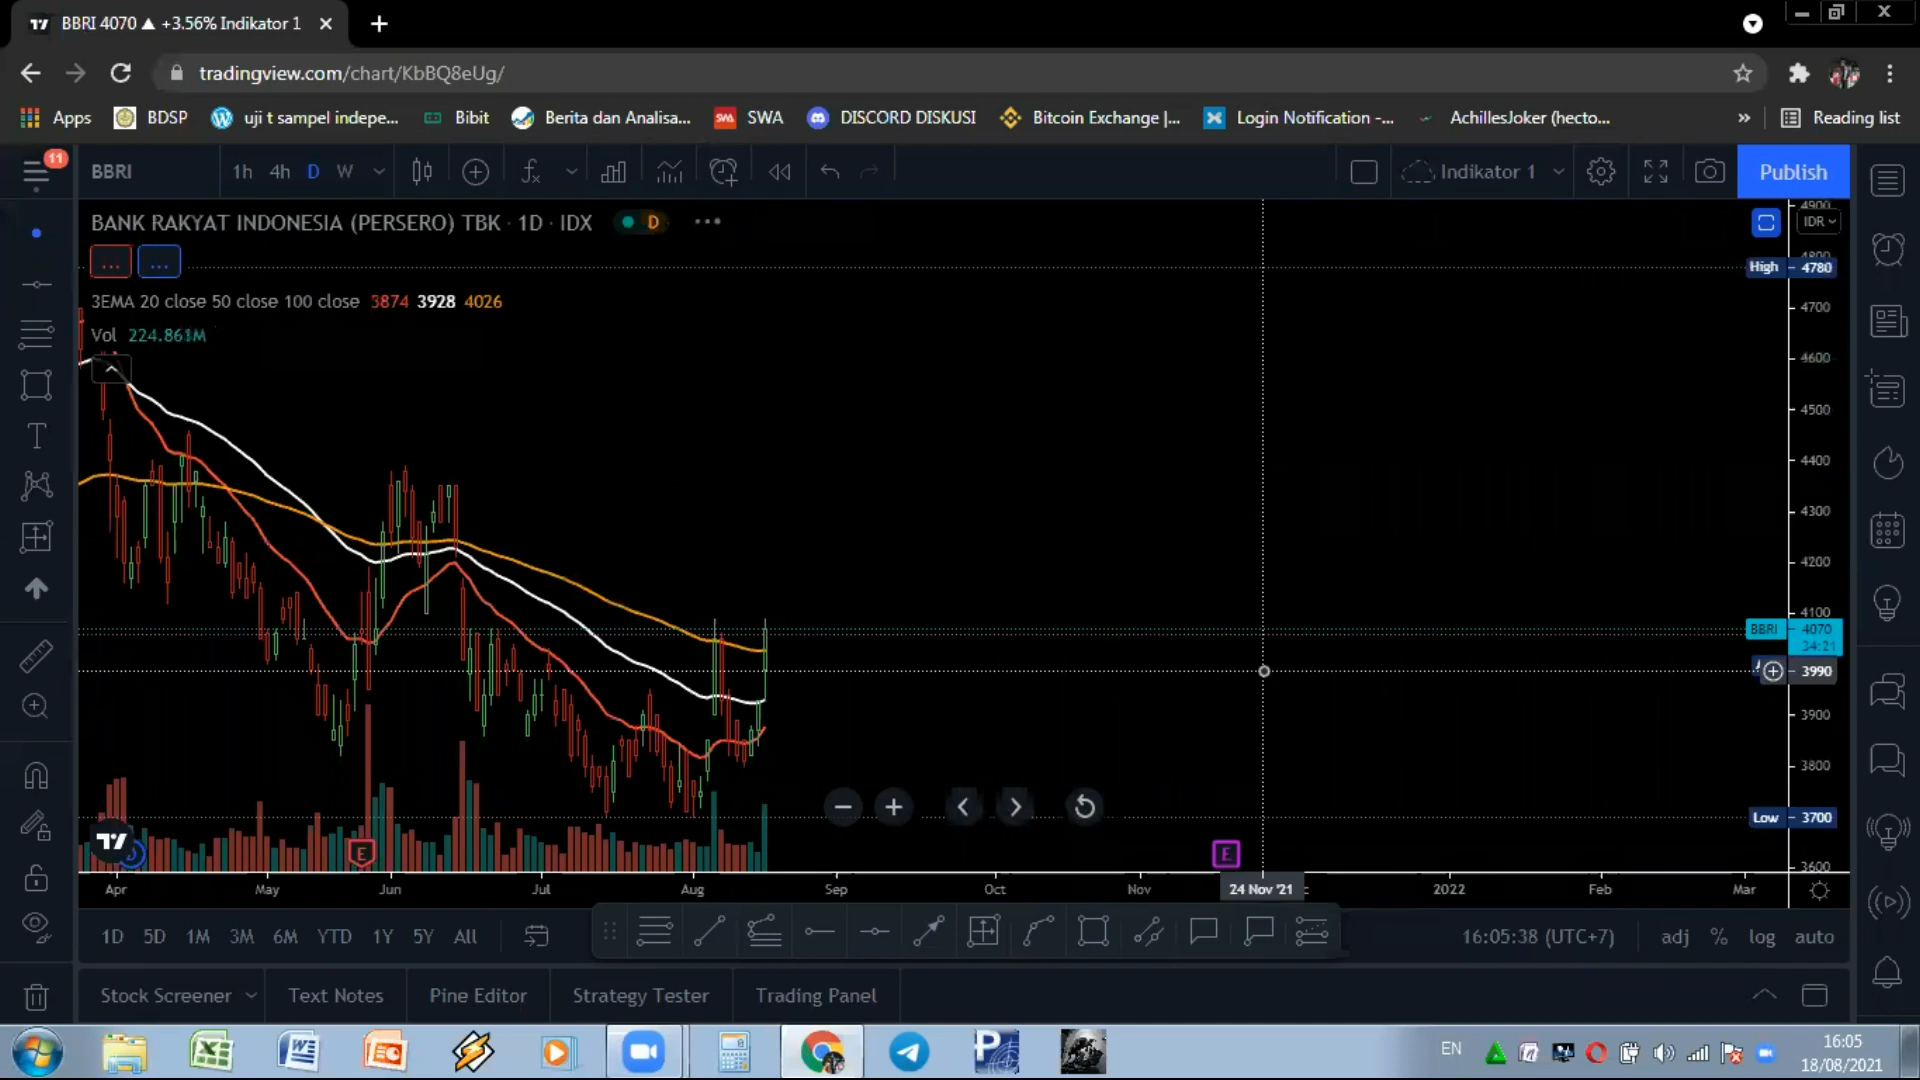 BBRI 4070 ▲ +3.56% Indikator 1
tradingview.com/chart/KbBQ8eUg/
Apps BDSP uji t sampel indepe... Bibit Berita dan Analisa... SWA DISCORD DISKUSI Bitcoin Exchange |... Login Notification -... AchillesJoker (hecto... » Reading list
11
BBRI 1h 4h D W Indikator 1 Publish
BANK RAKYAT INDONESIA (PERSERO) TBK · 1D · IDX D ...
IDR
4900
4800
High 4780
3EMA 20 close 50 close 100 close 3874 3928 4026
Vol 224.861M
4700
4600
4500
4400
4300
4200
4100
BBRI 4070
34:21
3990
3900
3800
Low 3700
3600
E E
Apr May Jun Jul Aug Sep Oct Nov 24 Nov '21 2022 Feb Mar
1D 5D 1M 3M 6M YTD 1Y 5Y All 16:05:38 (UTC+7) adj % log auto
Stock Screener Text Notes Pine Editor Strategy Tester Trading Panel
EN 16:05
18/08/2021